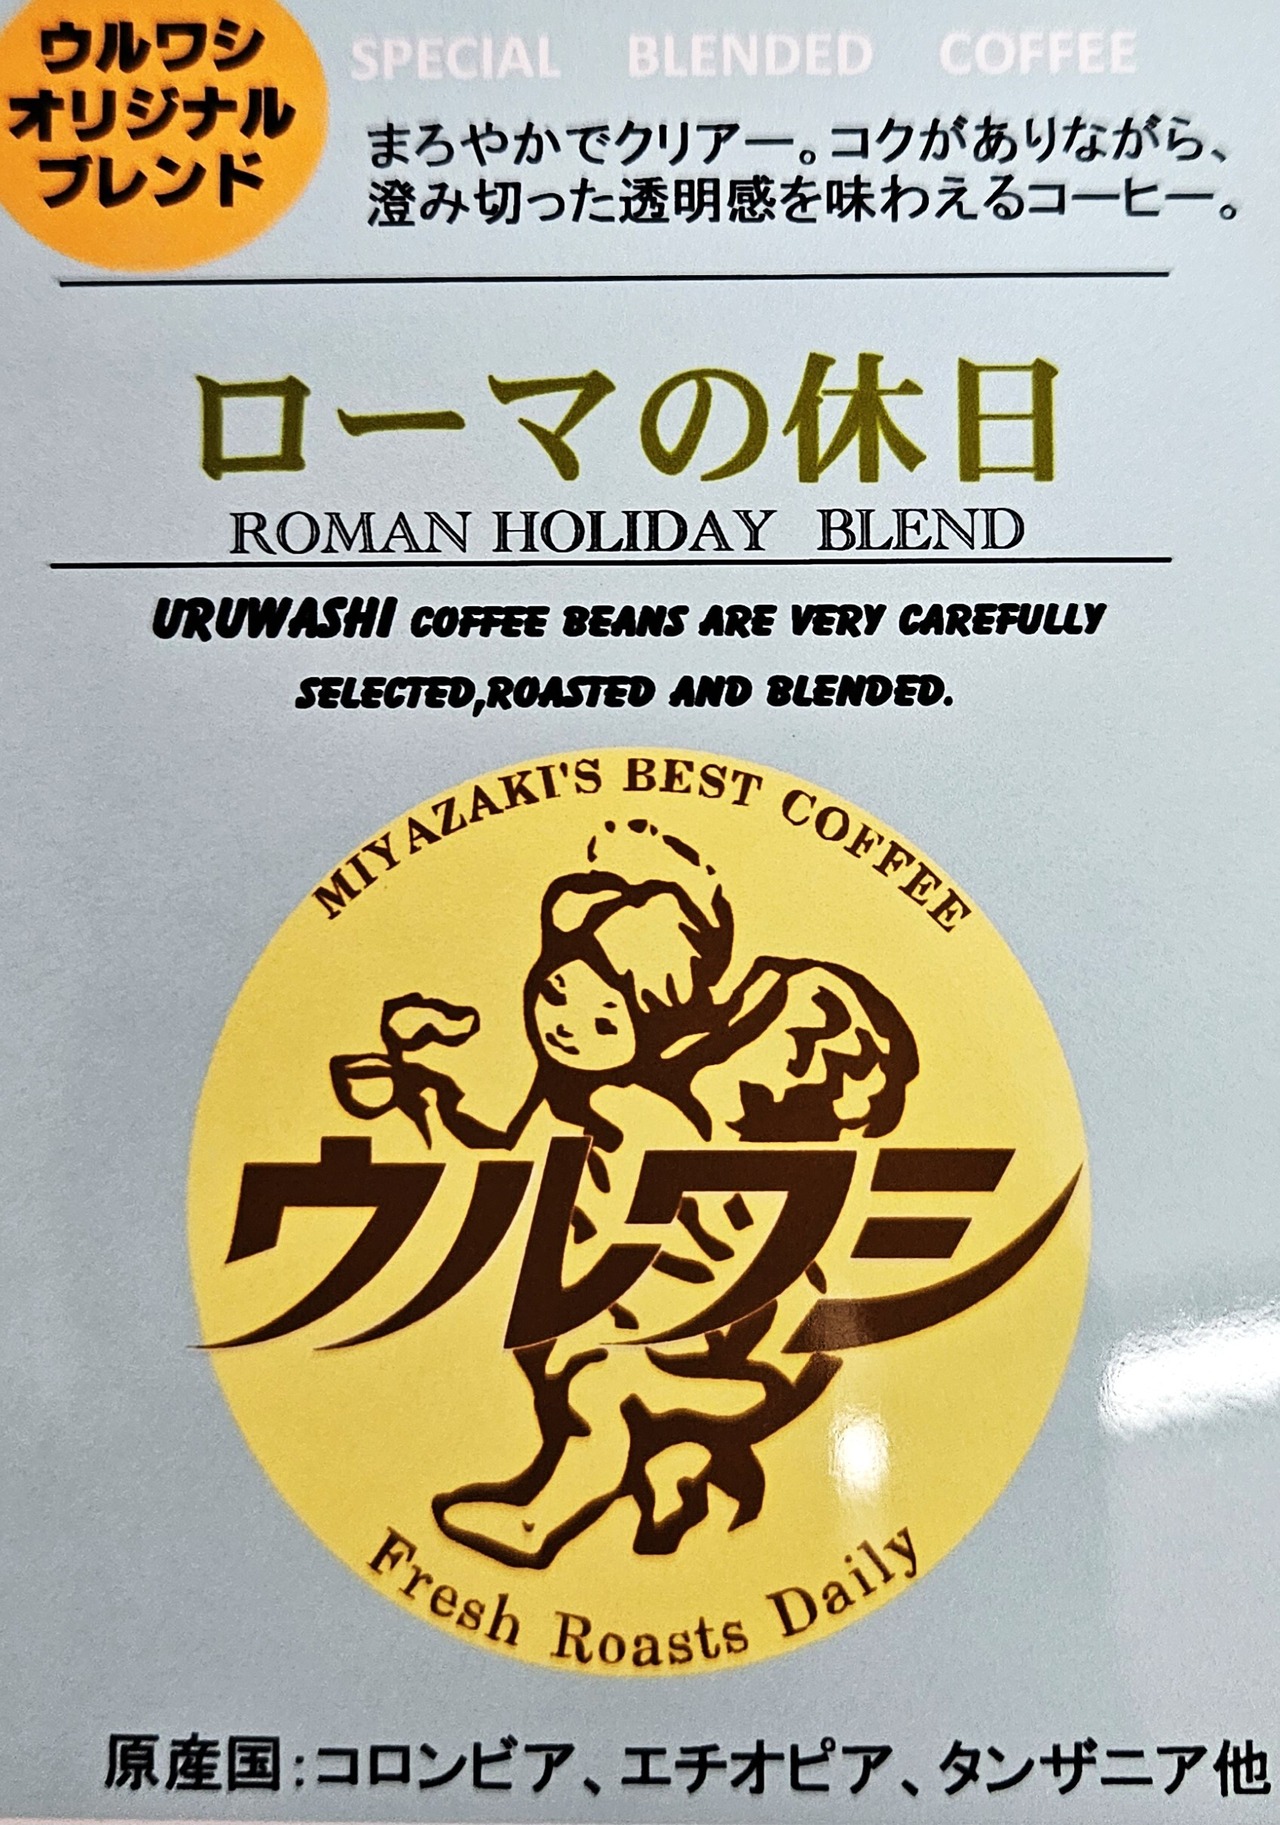 ウルワシ
オリジナル
ブレンド
SPECIAL BLENDED COFFEE
まろやかでクリアー。コクがありながら、
澄み切った透明感を味わえるコーヒー。
ローマの休日
ROMAN HOLIDAY BLEND
URUWASHI COFFEE BEANS ARE VERY CAREFULLY
SELECTED,ROASTED AND BLENDED.
MIYAZAKI'S BEST COFFEE
ウルワシ
Fresh Roasts Daily
原産国:コロンビア、エチオピア、タンザニア他